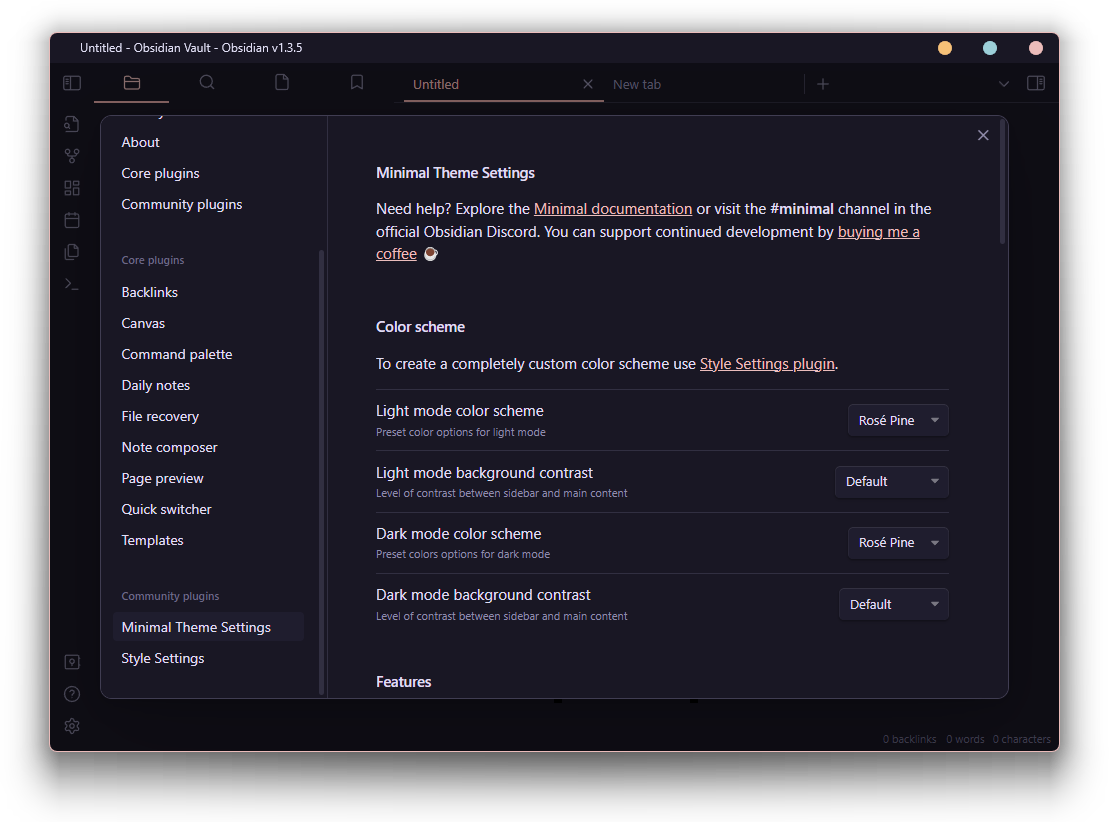 Untitled - Obsidian Vault - Obsidian v1.3.5
Untitled
New tab
About
Core plugins
Community plugins
Core plugins
Backlinks
Canvas
Command palette
Daily notes
File recovery
Note composer
Page preview
Quick switcher
Templates
Community plugins
Minimal Theme Settings
Style Settings
Minimal Theme Settings
Need help? Explore the Minimal documentation or visit the #minimal channel in the
official Obsidian Discord. You can support continued development by buying me a
coffee ☕
Color scheme
To create a completely custom color scheme use Style Settings plugin.
Light mode color scheme
Preset color options for light mode
Rosé Pine
Light mode background contrast
Level of contrast between sidebar and main content
Default
Dark mode color scheme
Preset colors options for dark mode
Rosé Pine
Dark mode background contrast
Level of contrast between sidebar and main content
Default
Features
0 backlinks 0 words 0 characters